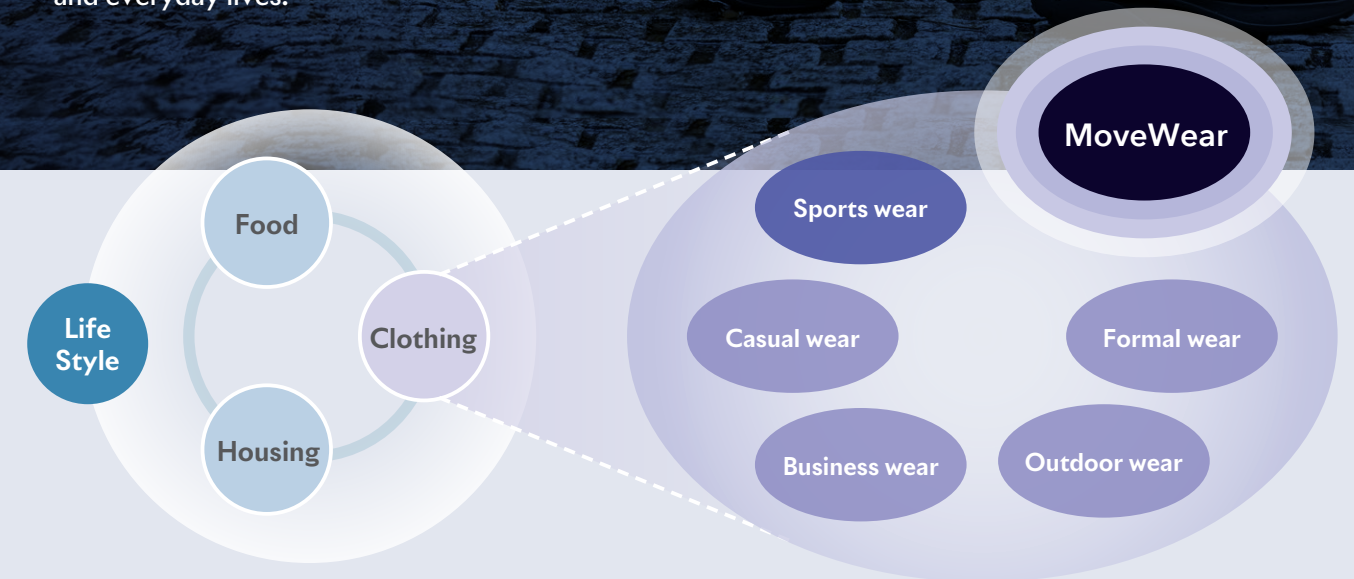 and everyday lives.
MoveWear
Sports wear
Food
Life
Style
Clothing
Casual wear
Formal wear
Housing
Business wear
Outdoor wear